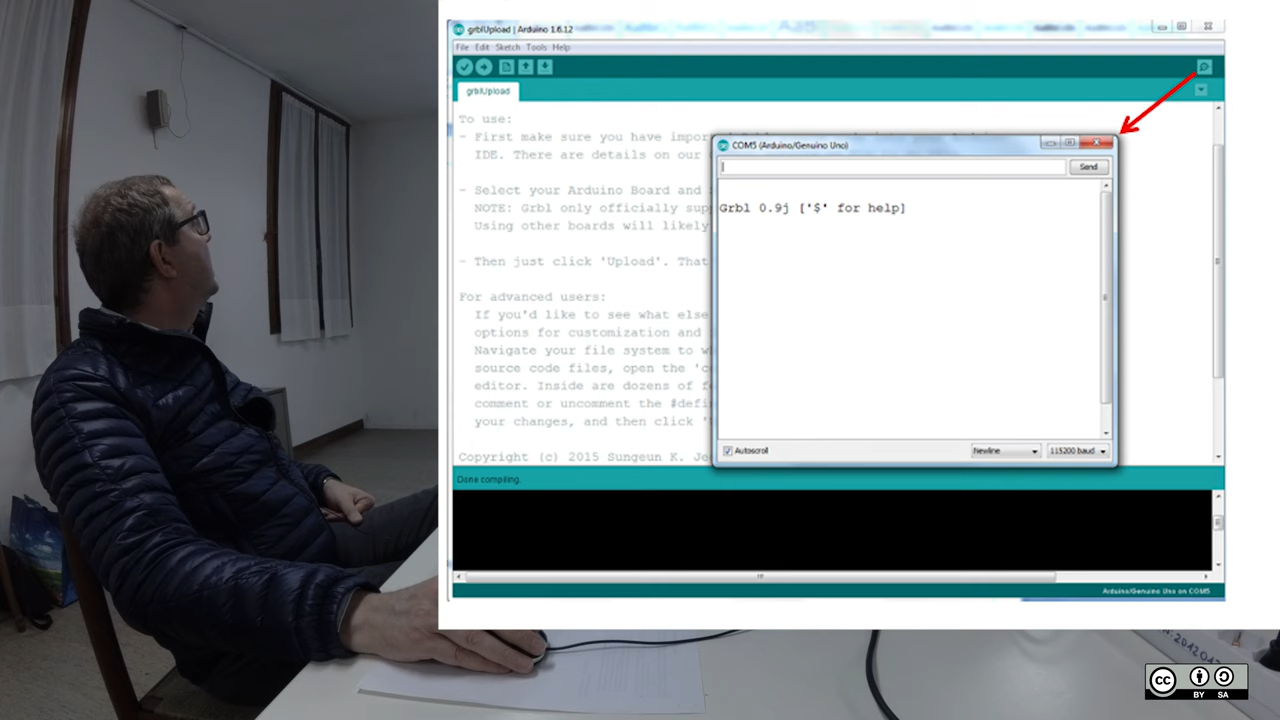 grblUpload | Arduino 1.6.12
File Edit Sketch Tools Help
grblUpload
To use:
- First make sure you have impor
IDE. There are details on our
- Select your Arduino Board and
NOTE: Grbl only officially sup
Using other boards will likely
- Then just click 'Upload'. That
For advanced users:
If you'd like to see what else
options for customization and
Navigate your file system to w
source code files, open the 'c
editor. Inside are dozens of f
comment or uncomment the #defi
your changes, and then click '
Copyright (c) 2015 Sungeun K. Je
COM5 (Arduino/Genuino Uno)
Send
Grbl 0.9j ['$' for help]
Autoscroll
Newline
115200 baud
Done compiling.
Arduino/Genuino Uno on COM5
cc
BY SA